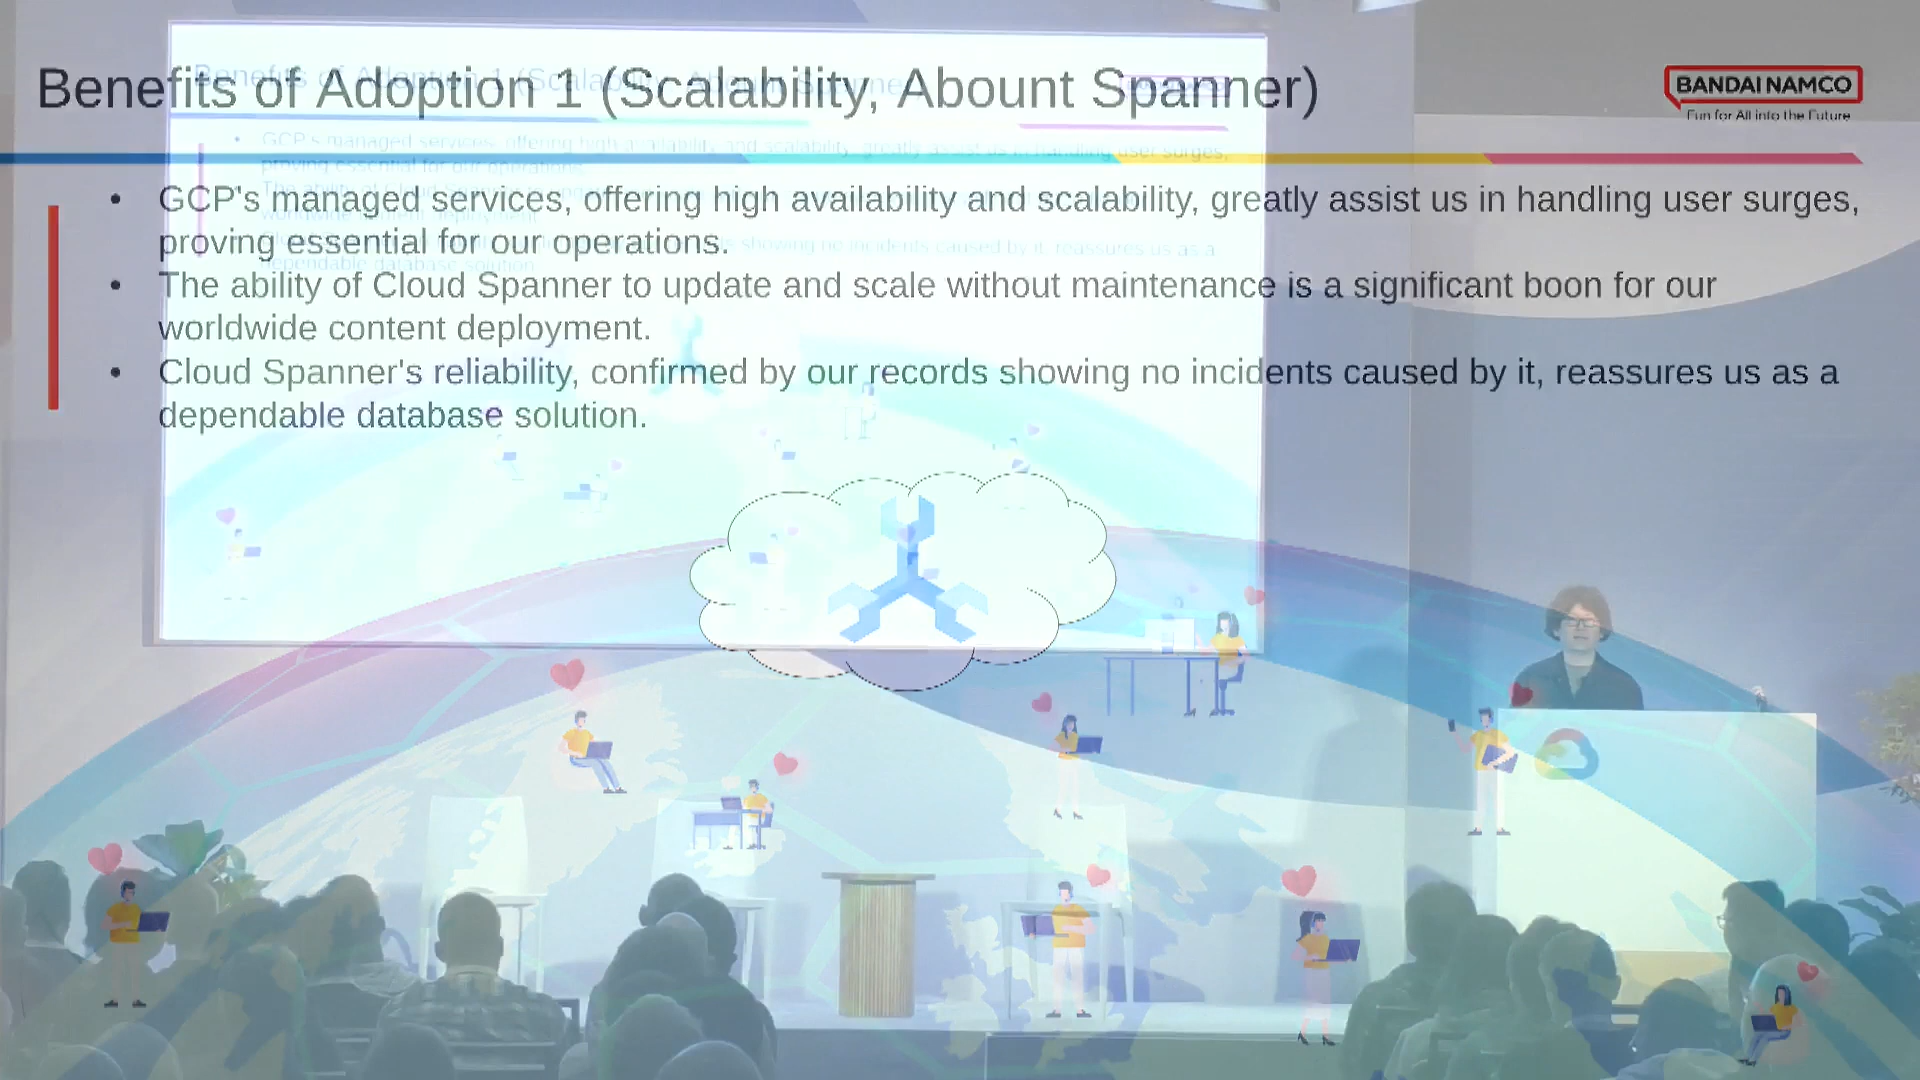 Benefits of Adoption 1 (Scalability, Abount Spanner)
BANDAI NAMCO
Fun for All into the Future
• GCP's managed services, offering high availability and scalability, greatly assist us in handling user surges,
proving essential for our operations.
• The ability of Cloud Spanner to update and scale without maintenance is a significant boon for our
worldwide content deployment.
• Cloud Spanner's reliability, confirmed by our records showing no incidents caused by it, reassures us as a
dependable database solution.